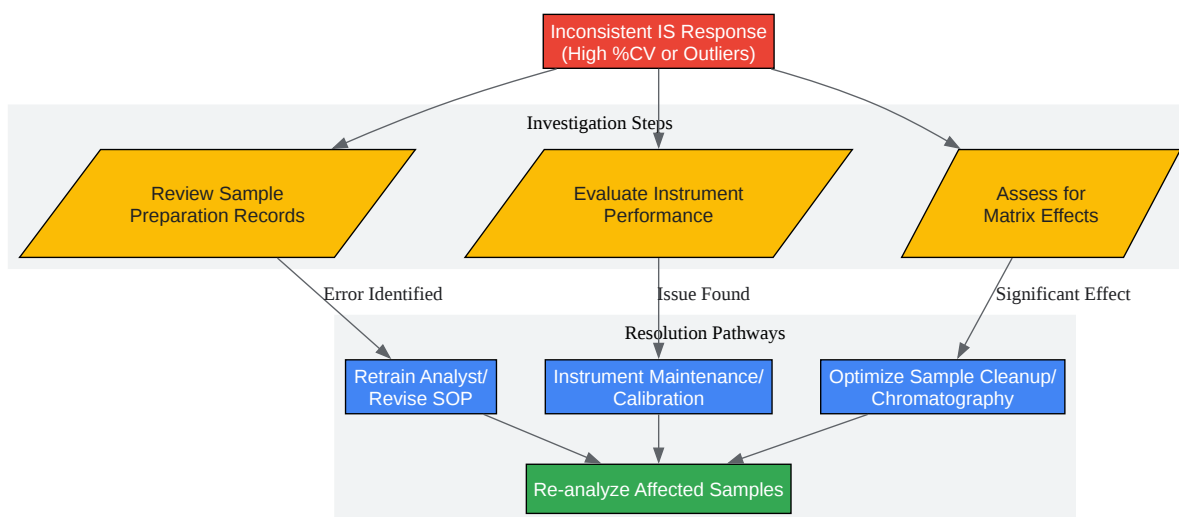 Inconsistent IS Response
(High %CV or Outliers)
Investigation Steps
Review Sample
Preparation Records
Evaluate Instrument
Performance
Assess for
Matrix Effects
Error Identified
Issue Found
Significant Effect
Resolution Pathways
Retrain Analyst/
Revise SOP
Instrument Maintenance/
Calibration
Optimize Sample Cleanup/
Chromatography
Re-analyze Affected Samples